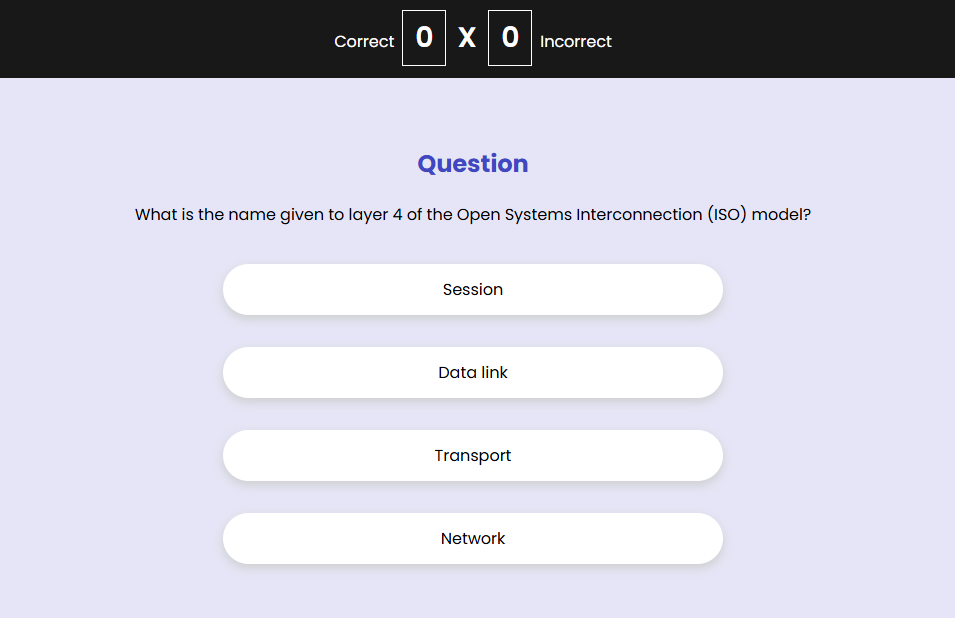 Correct 0 X 0 Incorrect
Question
What is the name given to layer 4 of the Open Systems Interconnection (ISO) model?
Session
Data link
Transport
Network